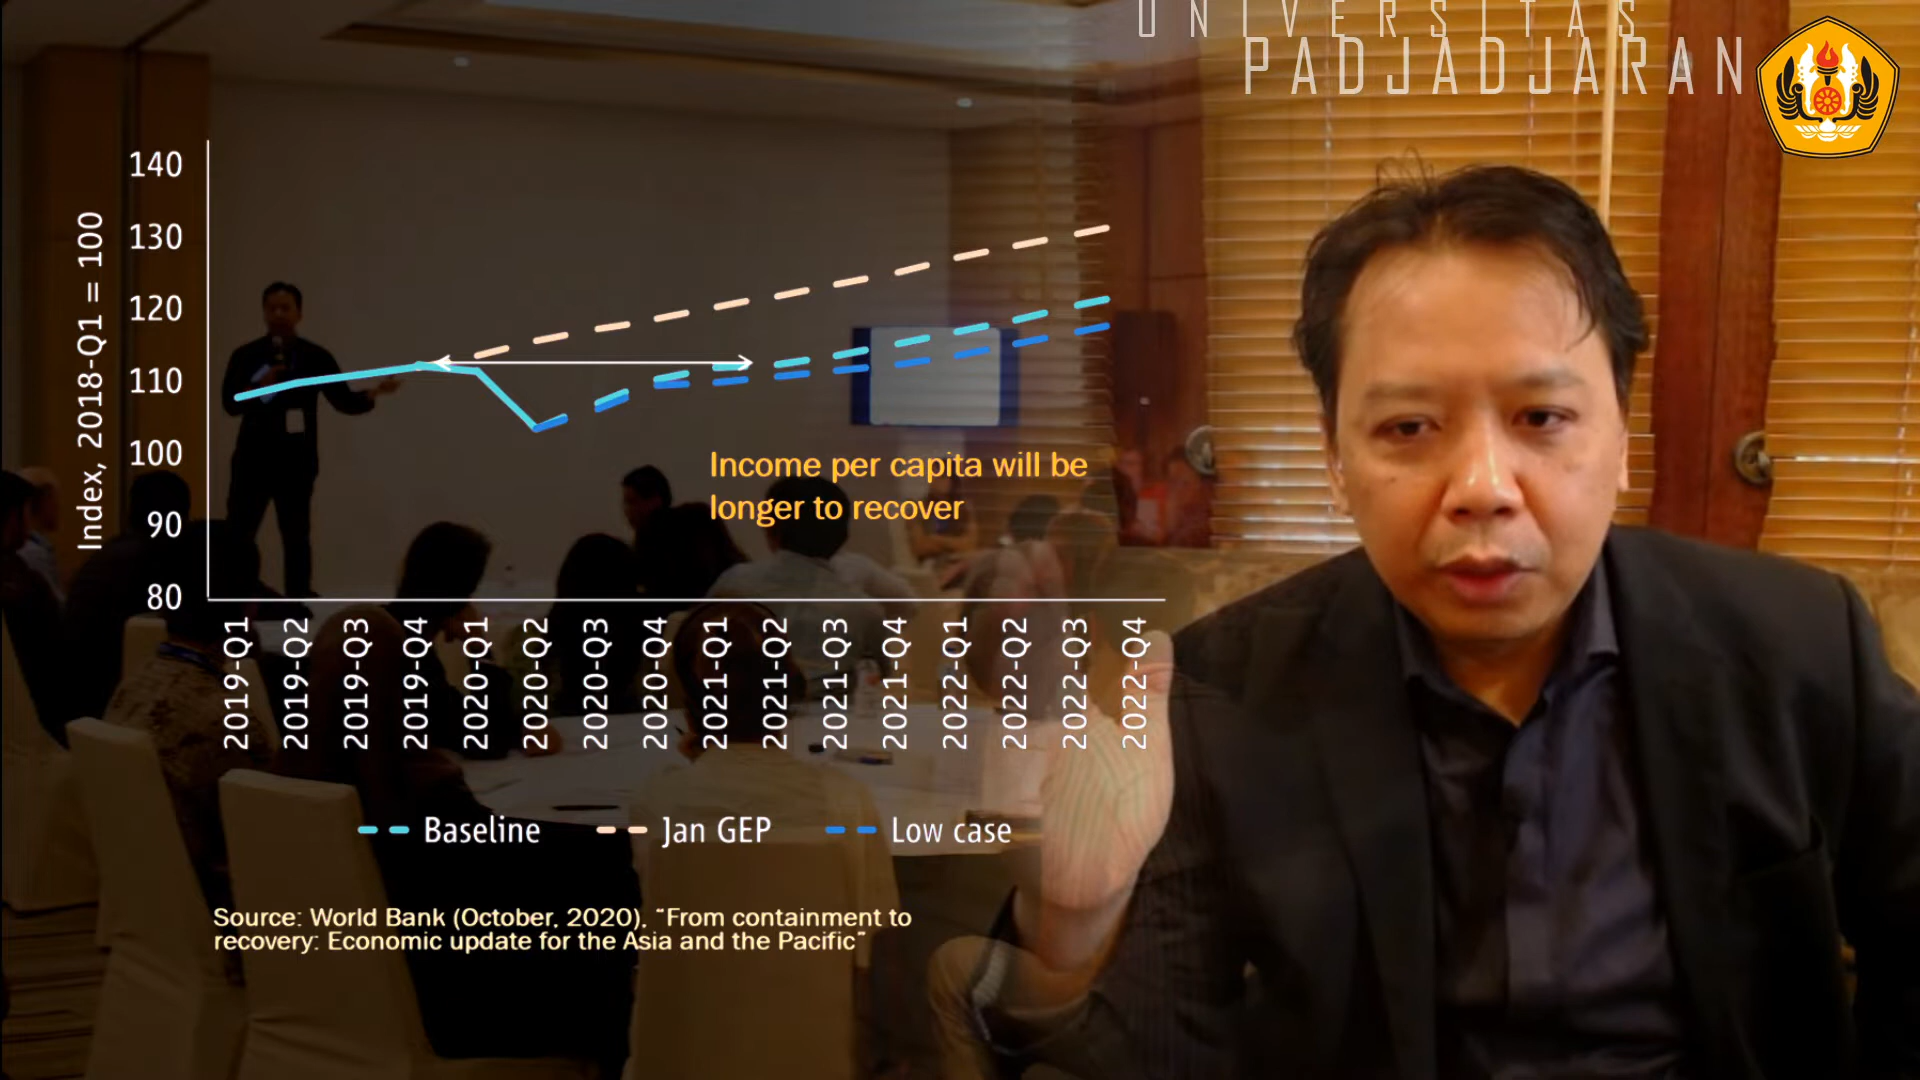 UNIVERSITAS
PADJADJARAN
Index, 2018-Q1 = 100
140
130
120
110
100
90
80
Income per capita will be
longer to recover
2019-Q1
2019-Q2
2019-Q3
2019-Q4
2020-Q1
2020-Q2
2020-Q3
2020-Q4
2021-Q1
2021-Q2
2021-Q3
2021-Q4
2022-Q1
2022-Q2
2022-Q3
2022-Q4
Baseline Jan GEP Low case
Source: World Bank (October, 2020), “From containment to
recovery: Economic update for the Asia and the Pacific”